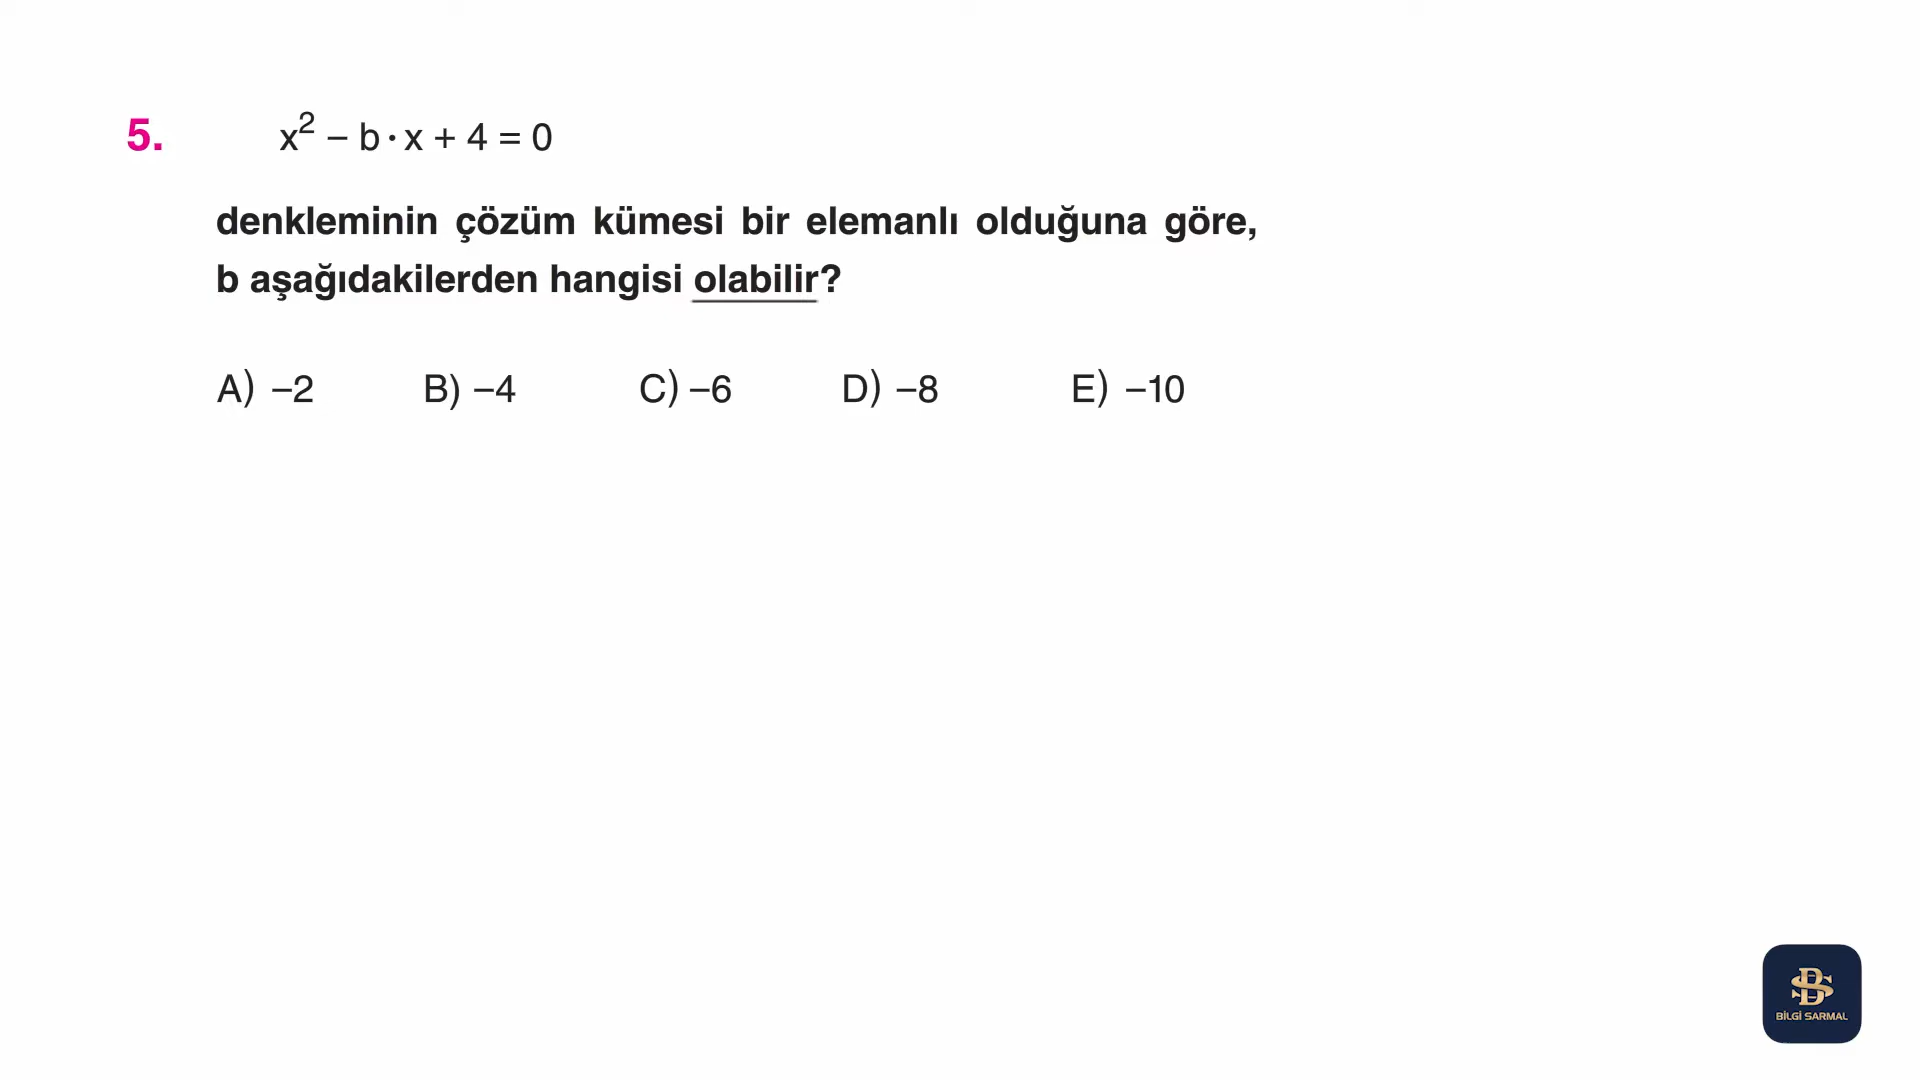 5. x² – b · x + 4 = 0
denkleminin çözüm kümesi bir elemanlı olduğuna göre,
b aşağıdakilerden hangisi olabilir?
A) –2 B) –4 C) –6 D) –8 E) –10
BİLGİ SARMAL